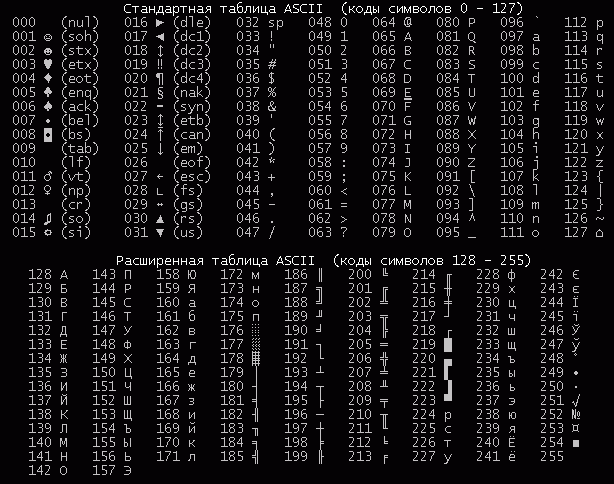 Стандартная таблица ASCII (коды символов 0 - 127)
000 (nul) 016 ► (dle) 032 sp 048 0 064 @ 080 P 096 ` 112 p
001 ☺ (soh) 017 ◄ (dc1) 033 ! 049 1 065 A 081 Q 097 a 113 q
002 ☻ (stx) 018 ↕ (dc2) 034 " 050 2 066 B 082 R 098 b 114 r
003 ♥ (etx) 019 ‼ (dc3) 035 # 051 3 067 C 083 S 099 c 115 s
004 ♦ (eot) 020 ¶ (dc4) 036 $ 052 4 068 D 084 T 100 d 116 t
005 ♣ (enq) 021 § (nak) 037 % 053 5 069 E 085 U 101 e 117 u
006 ♠ (ack) 022 ▬ (syn) 038 & 054 6 070 F 086 V 102 f 118 v
007 • (bel) 023 ↨ (etb) 039 ' 055 7 071 G 087 W 103 g 119 w
008 ◘ (bs) 024 ↑ (can) 040 ( 056 8 072 H 088 X 104 h 120 x
009 (tab) 025 ↓ (em) 041 ) 057 9 073 I 089 Y 105 i 121 y
010 (lf) 026 (eof) 042 * 058 : 074 J 090 Z 106 j 122 z
011 ♂ (vt) 027 ← (esc) 043 + 059 ; 075 K 091 [ 107 k 123 {
012 ♀ (np) 028 ∟ (fs) 044 , 060 < 076 L 092 \ 108 l 124 |
013 (cr) 029 ↔ (gs) 045 - 061 = 077 M 093 ] 109 m 125 }
014 ♫ (so) 030 ▲ (rs) 046 . 062 > 078 N 094 ^ 110 n 126 ~
015 ☼ (si) 031 ▼ (us) 047 / 063 ? 079 O 095 _ 111 o 127 ⌂
Расширенная таблица ASCII (коды символов 128 - 255)
128 А 143 П 158 Ю 172 м 186 ║ 200 ╚ 214 ╓ 228 ф 242 Є
129 Б 144 Р 159 Я 173 н 187 ╗ 201 ╔ 215 ╫ 229 х 243 є
130 В 145 С 160 а 174 о 188 ╝ 202 ╩ 216 ╪ 230 ц 244 Ї
131 Г 146 Т 161 б 175 п 189 ╜ 203 ╦ 217 ┘ 231 ч 245 ї
132 Д 147 У 162 в 176 ░ 190 ╛ 204 ╠ 218 ┌ 232 ш 246 Ў
133 Е 148 Ф 163 г 177 ▒ 191 ┐ 205 ═ 219 █ 233 щ 247 ў
134 Ж 149 Х 164 д 178 ▓ 192 └ 206 ╬ 220 ▄ 234 ъ 248 °
135 З 150 Ц 165 е 179 │ 193 ┴ 207 ╧ 221 ▌ 235 ы 249 ∙
136 И 151 Ч 166 ж 180 ┤ 194 ┬ 208 ╨ 222 ▐ 236 ь 250 ·
137 Й 152 Ш 167 з 181 ╡ 195 ├ 209 ╤ 223 ▀ 237 э 251 √
138 К 153 Щ 168 и 182 ╢ 196 ─ 210 ╥ 224 р 238 ю 252 №
139 Л 154 Ъ 169 й 183 ╖ 197 ┼ 211 ╙ 225 с 239 я 253 ¤
140 М 155 Ы 170 к 184 ╕ 198 ╞ 212 ╘ 226 т 240 Ё 254 ■
141 Н 156 Ь 171 л 185 ╣ 199 ╟ 213 ╒ 227 у 241 ё 255
142 О 157 Э